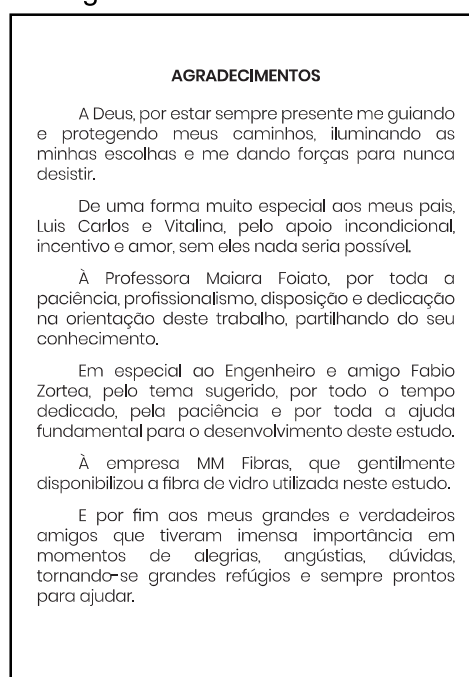 AGRADECIMENTOS
A Deus, por estar sempre presente me guiando
e protegendo meus caminhos, iluminando as
minhas escolhas e me dando forças para nunca
desistir.
De uma forma muito especial aos meus pais,
Luis Carlos e Vitalina, pelo apoio incondicional,
incentivo e amor, sem eles nada seria possível.
À Professora Maiara Foiato, por toda a
paciência, profissionalismo, disposição e dedicação
na orientação deste trabalho, partilhando do seu
conhecimento.
Em especial ao Engenheiro e amigo Fabio
Zortea, pelo tema sugerido, por todo o tempo
dedicado, pela paciência e por toda a ajuda
fundamental para o desenvolvimento deste estudo.
À empresa MM Fibras, que gentilmente
disponibilizou a fibra de vidro utilizada neste estudo.
E por fim aos meus grandes e verdadeiros
amigos que tiveram imensa importância em
momentos de alegrias, angústias, dúvidas,
tornando-se grandes refúgios e sempre prontos
para ajudar.